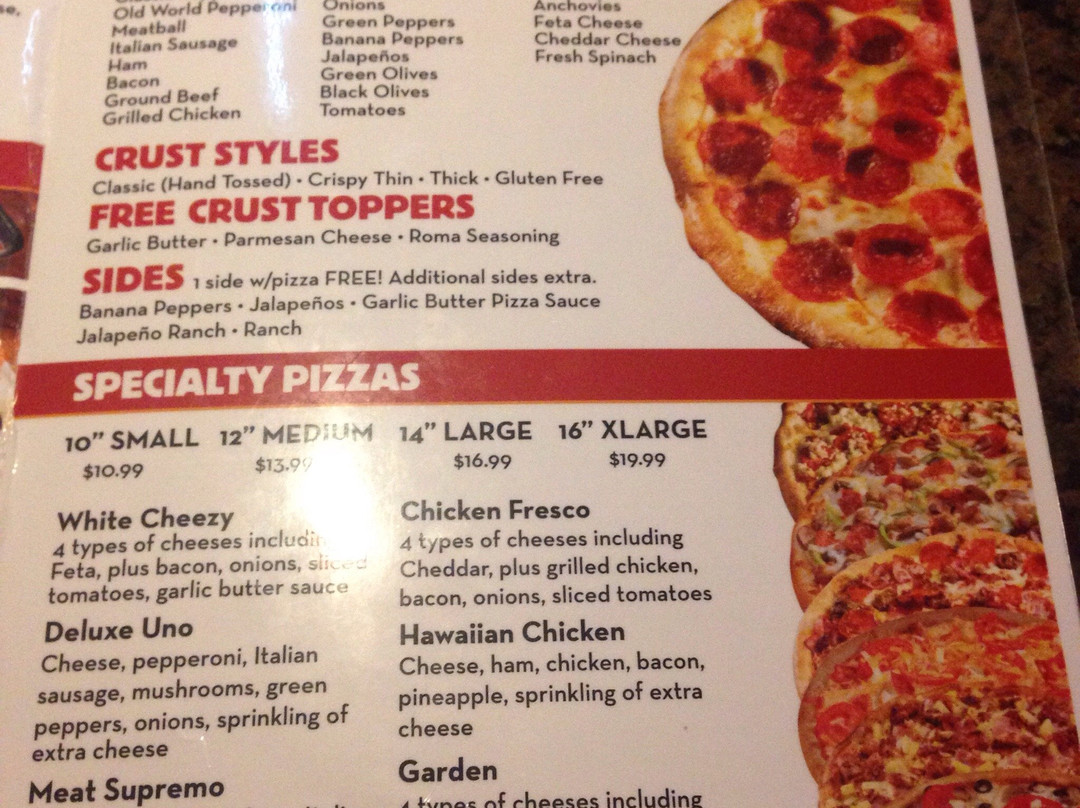 Old World Pepperoni
Meatball
Italian Sausage
Ham
Bacon
Ground Beef
Grilled Chicken
Onions
Green Peppers
Banana Peppers
Jalapeños
Green Olives
Black Olives
Tomatoes
Anchovies
Feta Cheese
Cheddar Cheese
Fresh Spinach
CRUST STYLES
Classic (Hand Tossed) • Crispy Thin • Thick • Gluten Free
FREE CRUST TOPPERS
Garlic Butter • Parmesan Cheese • Roma Seasoning
SIDES 1 side w/pizza FREE! Additional sides extra.
Banana Peppers • Jalapeños • Garlic Butter Pizza Sauce
Jalapeño Ranch • Ranch
SPECIALTY PIZZAS
10" SMALL 12" MEDIUM 14" LARGE 16" XLARGE
$10.99 $13.99 $16.99 $19.99
White Cheezy
4 types of cheeses including
Feta, plus bacon, onions, sliced
tomatoes, garlic butter sauce
Deluxe Uno
Cheese, pepperoni, Italian
sausage, mushrooms, green
peppers, onions, sprinkling of
extra cheese
Meat Supremo
Chicken Fresco
4 types of cheeses including
Cheddar, plus grilled chicken,
bacon, onions, sliced tomatoes
Hawaiian Chicken
Cheese, ham, chicken, bacon,
pineapple, sprinkling of extra
cheese
Garden
4 types of cheeses including